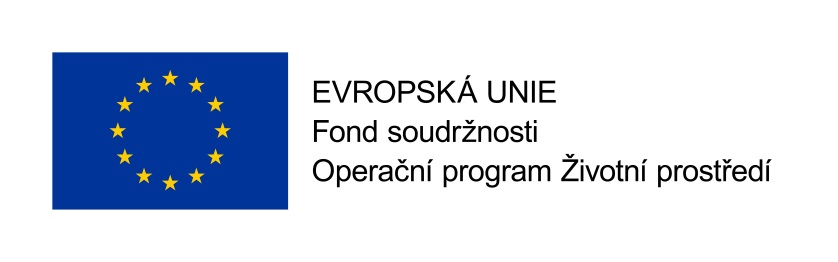 EVROPSKÁ UNIE
Fond soudržnosti
Operační program Životní prostředí